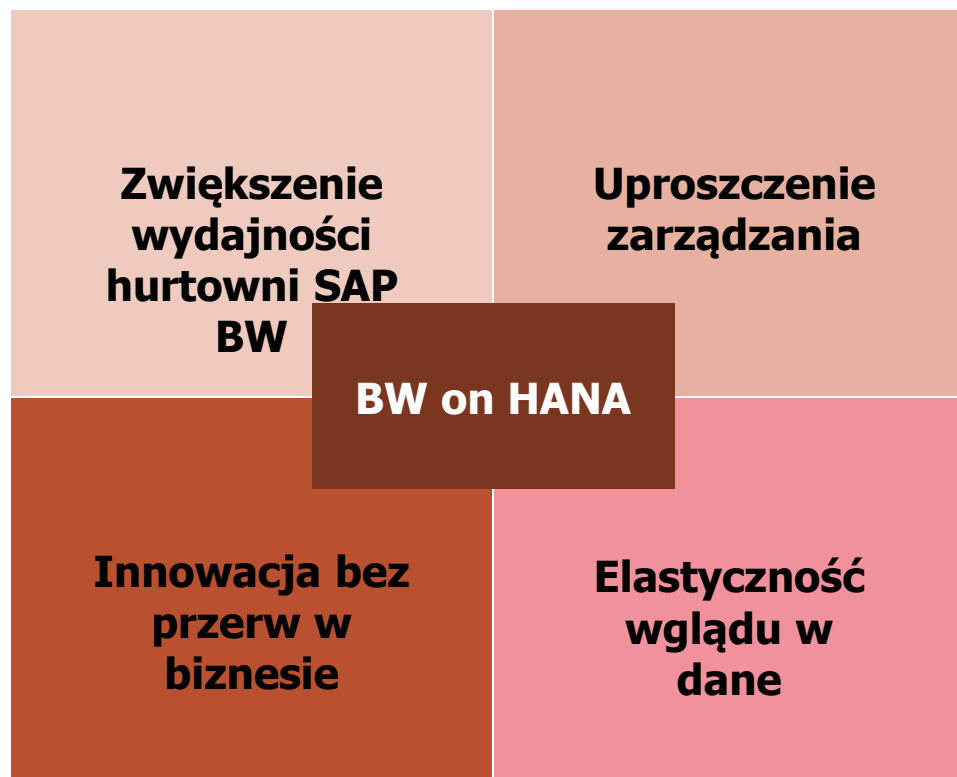 Zwiększenie
wydajności
hurtowni SAP
BW
Uproszczenie
zarządzania
BW on HANA
Innowacja bez
przerw w
biznesie
Elastyczność
wglądu w
dane